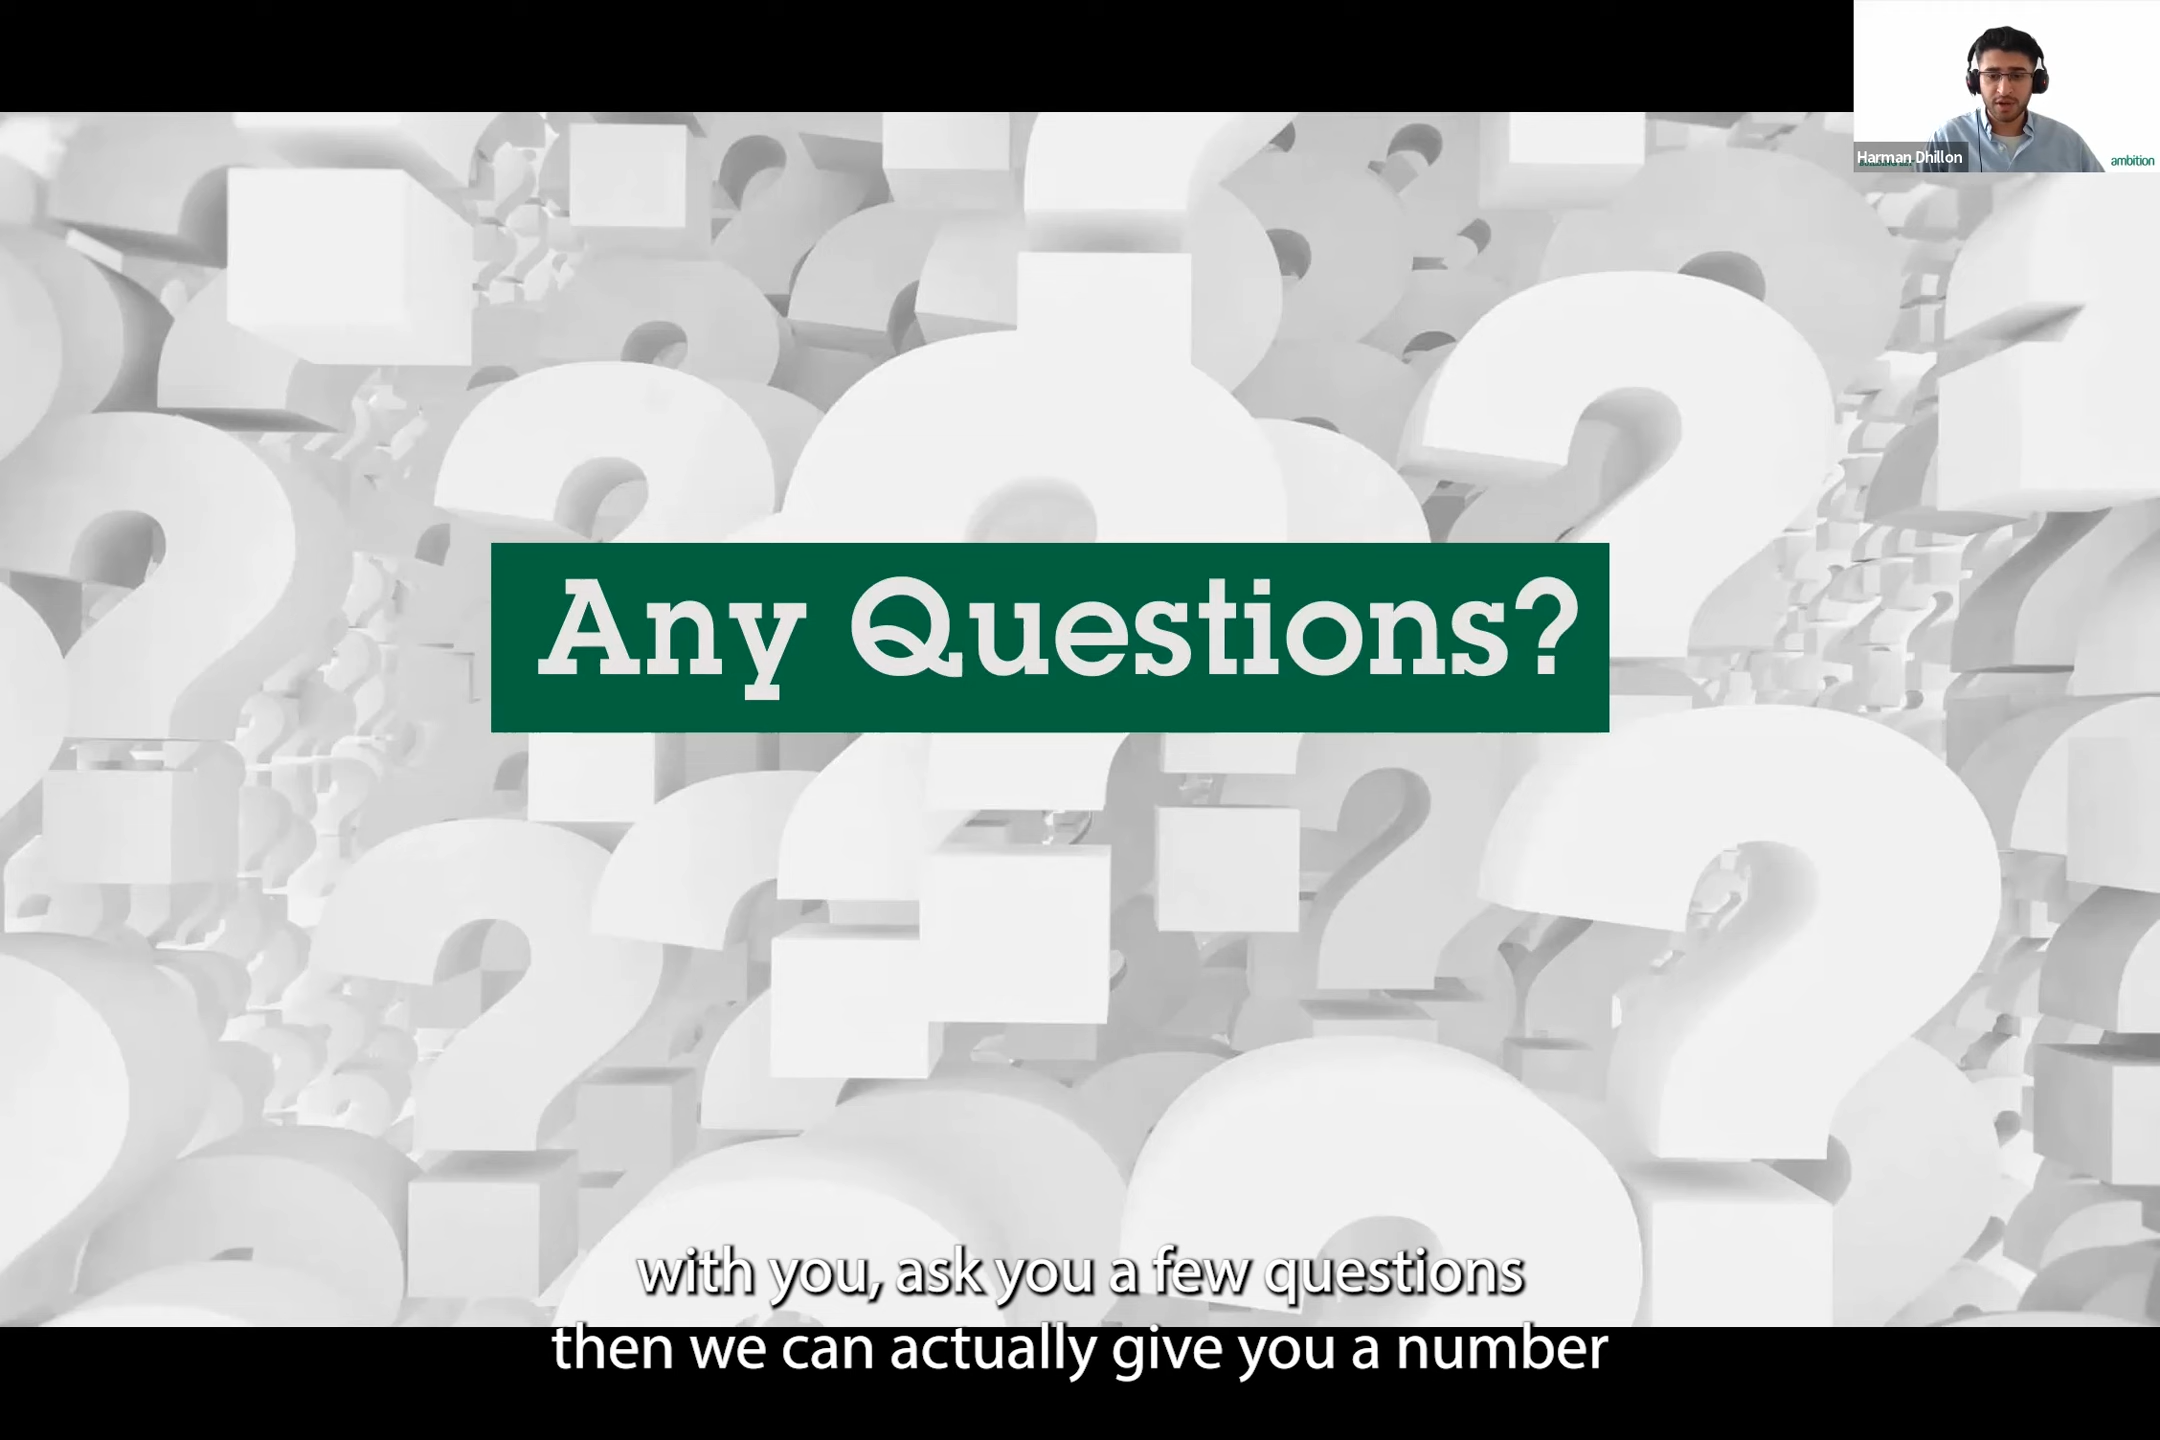 Harman Dhillon
ambition
Any Questions?
with you, ask you a few questions
then we can actually give you a number